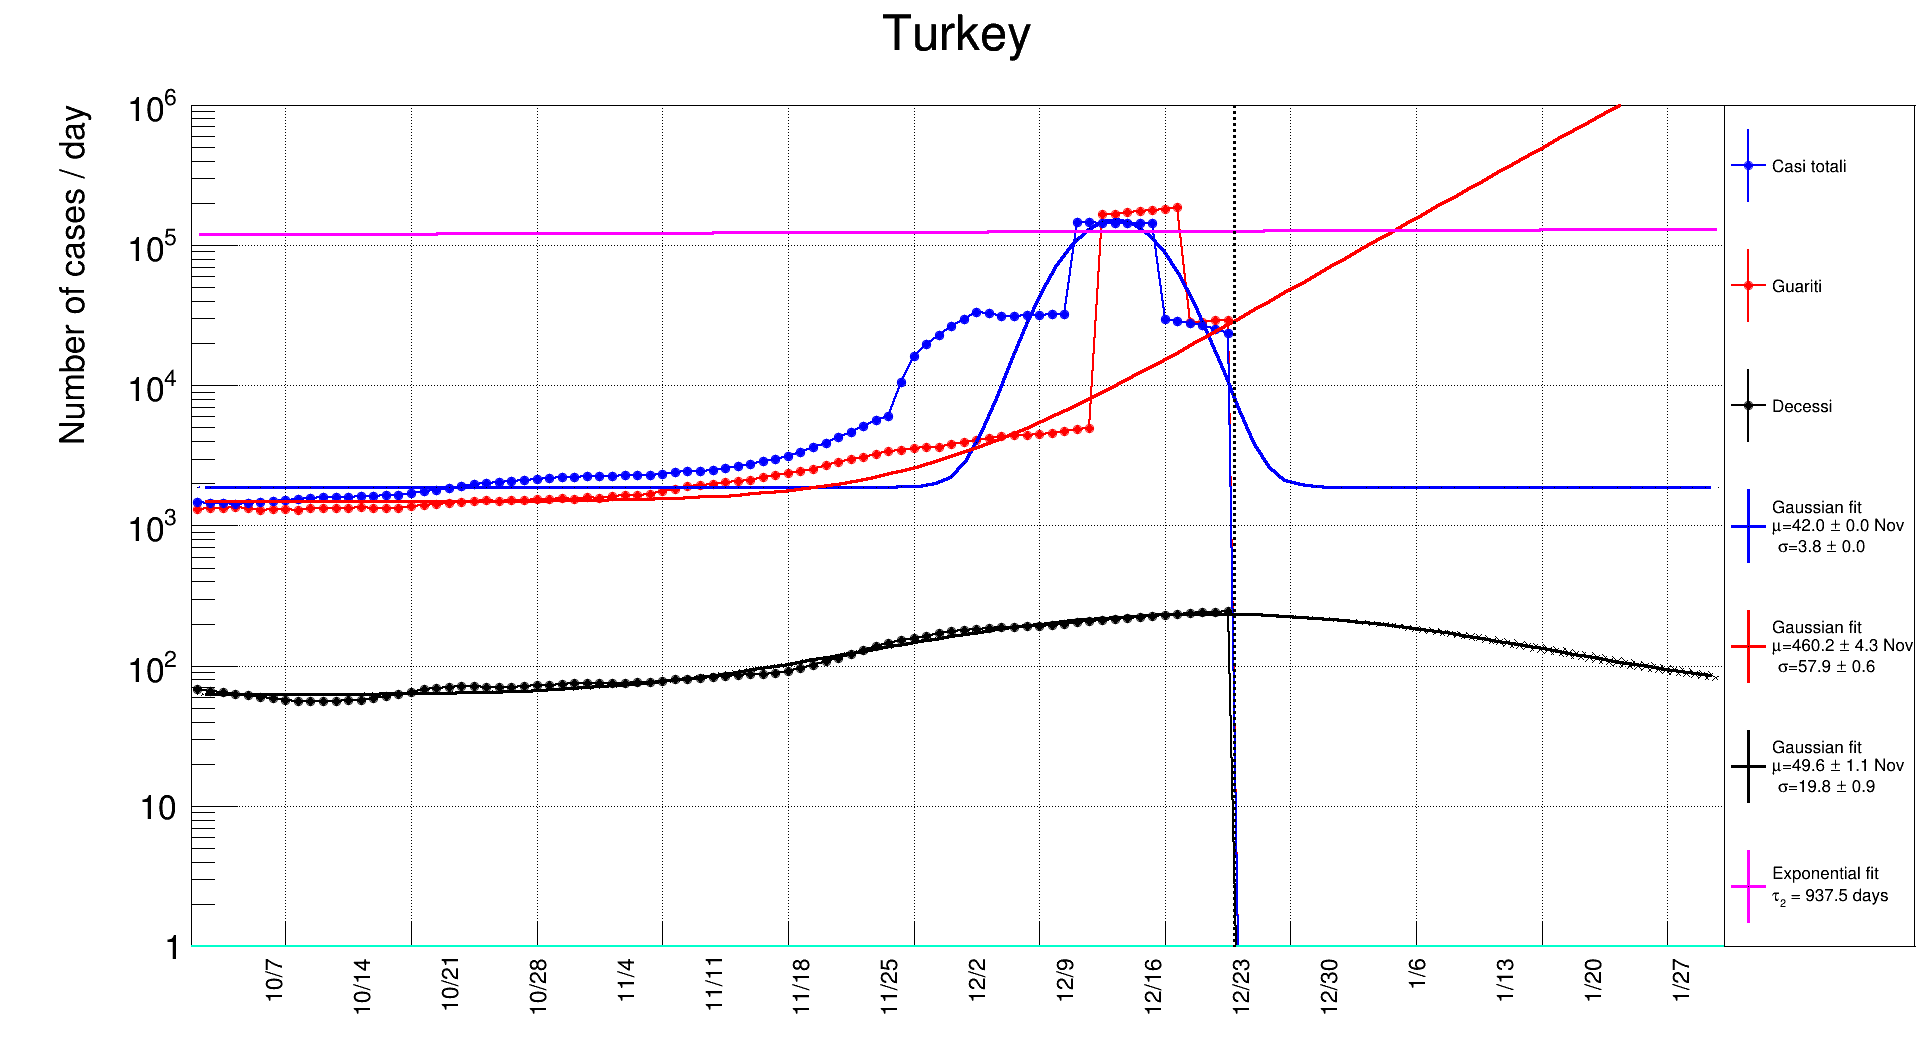 Turkey
Number of cases / day
10^6
10^5
10^4
10^3
10^2
10
1
10/7
10/14
10/21
10/28
11/4
11/11
11/18
11/25
12/2
12/9
12/16
12/23
12/30
1/6
1/13
1/20
1/27
Casi totali
Guariti
Decessi
Gaussian fit
μ=42.0 ± 0.0 Nov
σ=3.8 ± 0.0
Gaussian fit
μ=460.2 ± 4.3 Nov
σ=57.9 ± 0.6
Gaussian fit
μ=49.6 ± 1.1 Nov
σ=19.8 ± 0.9
Exponential fit
τ₂ = 937.5 days